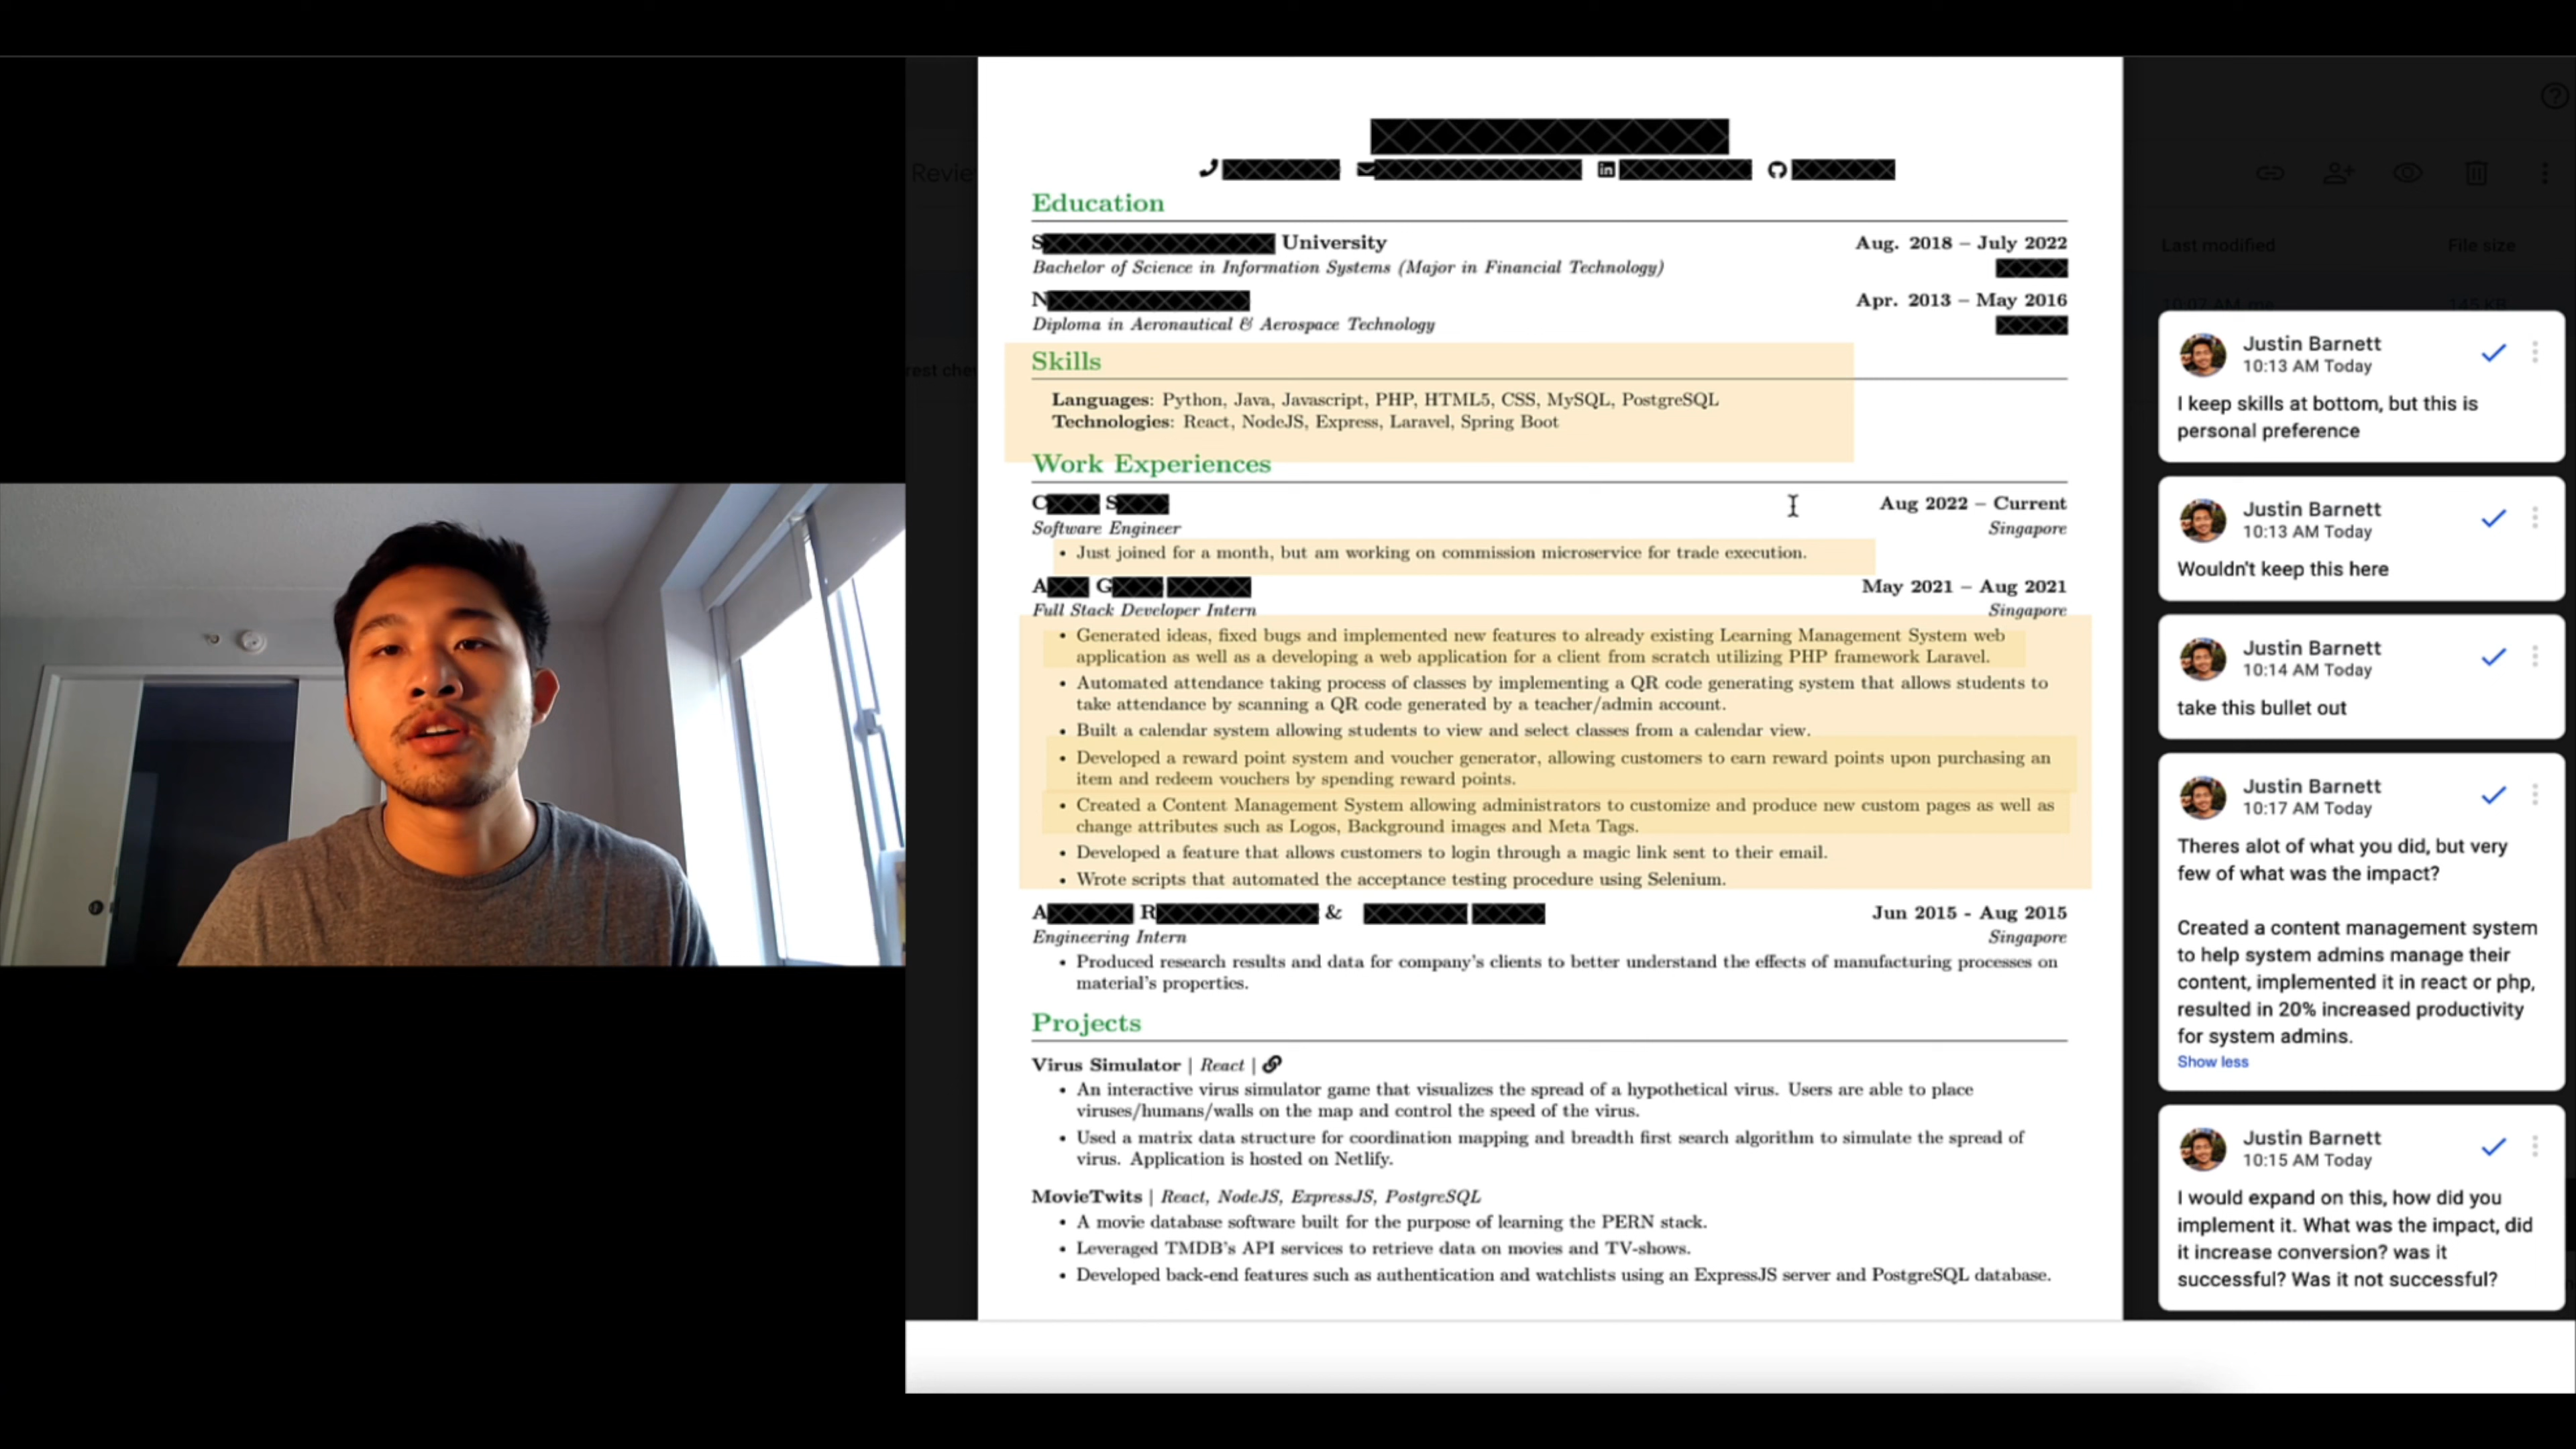 Education
University
Aug. 2018 – July 2022
Bachelor of Science in Information Systems (Major in Financial Technology)
Apr. 2013 – May 2016
Diploma in Aeronautical & Aerospace Technology
Skills
Languages: Python, Java, Javascript, PHP, HTML5, CSS, MySQL, PostgreSQL
Technologies: React, NodeJS, Express, Laravel, Spring Boot
Work Experiences
C S
Aug 2022 – Current
Software Engineer
Singapore
• Just joined for a month, but am working on commission microservice for trade execution.
A G
May 2021 – Aug 2021
Full Stack Developer Intern
Singapore
• Generated ideas, fixed bugs and implemented new features to already existing Learning Management System web
application as well as a developing a web application for a client from scratch utilizing PHP framework Laravel.
• Automated attendance taking process of classes by implementing a QR code generating system that allows students to
take attendance by scanning a QR code generated by a teacher/admin account.
• Built a calendar system allowing students to view and select classes from a calendar view.
• Developed a reward point system and voucher generator, allowing customers to earn reward points upon purchasing an
item and redeem vouchers by spending reward points.
• Created a Content Management System allowing administrators to customize and produce new custom pages as well as
change attributes such as Logos, Background images and Meta Tags.
• Developed a feature that allows customers to login through a magic link sent to their email.
• Wrote scripts that automated the acceptance testing procedure using Selenium.
A R &
Jun 2015 - Aug 2015
Engineering Intern
Singapore
• Produced research results and data for company's clients to better understand the effects of manufacturing processes on
material's properties.
Projects
Virus Simulator | React |
• An interactive virus simulator game that visualizes the spread of a hypothetical virus. Users are able to place
viruses/humans/walls on the map and control the speed of the virus.
• Used a matrix data structure for coordination mapping and breadth first search algorithm to simulate the spread of
virus. Application is hosted on Netlify.
MovieTwits | React, NodeJS, ExpressJS, PostgreSQL
• A movie database software built for the purpose of learning the PERN stack.
• Leveraged TMDB's API services to retrieve data on movies and TV-shows.
• Developed back-end features such as authentication and watchlists using an ExpressJS server and PostgreSQL database.
Last modified
File size
10:07 AM me
145 KB
Justin Barnett
10:13 AM Today
I keep skills at bottom, but this is
personal preference
Justin Barnett
10:13 AM Today
Wouldn't keep this here
Justin Barnett
10:14 AM Today
take this bullet out
Justin Barnett
10:17 AM Today
Theres alot of what you did, but very
few of what was the impact?
Created a content management system
to help system admins manage their
content, implemented it in react or php,
resulted in 20% increased productivity
for system admins.
Show less
Justin Barnett
10:15 AM Today
I would expand on this, how did you
implement it. What was the impact, did
it increase conversion? was it
successful? Was it not successful?